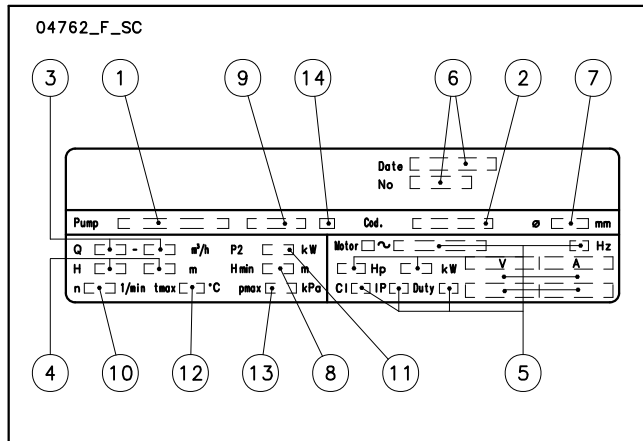 04762_F_SC
3 1 9 14 6 2 7
Date
No
Pump Cod. ø mm
Q - m³/h P2 kW Motor ~ Hz
H m Hmin m Hp kW V A
n 1/min tmax °C pmax kPa Cl IP Duty
4 10 12 13 8 11 5